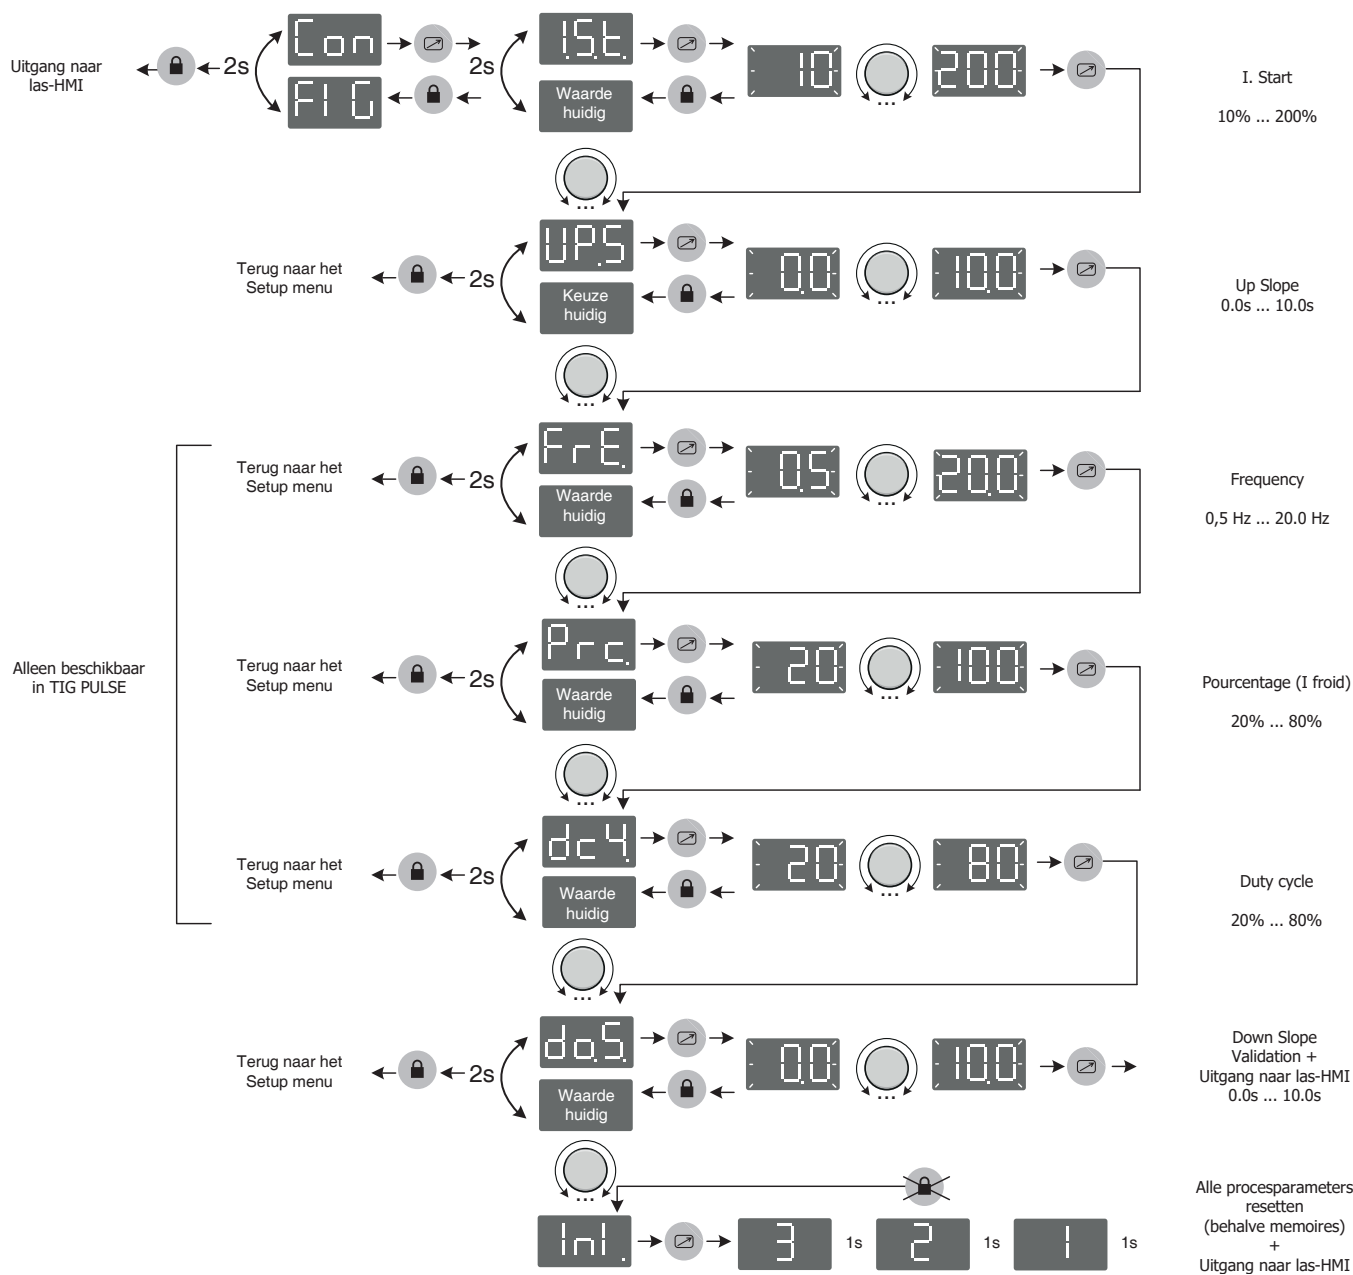 Uitgang naar
las-HMI
2s
Con
FIG
2s
I.S.t.
Waarde
huidig
10
...
200
I. Start
10% ... 200%
...
Terug naar het
Setup menu
2s
UP.S
Keuze
huidig
0.0
...
10.0
Up Slope
0.0s ... 10.0s
...
Alleen beschikbaar
in TIG PULSE
Terug naar het
Setup menu
2s
FrE.
Waarde
huidig
0.5
...
20.0
Frequency
0,5 Hz ... 20.0 Hz
...
Terug naar het
Setup menu
2s
Prc.
Waarde
huidig
20
...
100
Pourcentage (I froid)
20% ... 80%
...
Terug naar het
Setup menu
2s
dcY.
Waarde
huidig
20
...
80
Duty cycle
20% ... 80%
...
Terug naar het
Setup menu
2s
do.S.
Waarde
huidig
0.0
...
10.0
Down Slope
Validation +
Uitgang naar las-HMI
0.0s ... 10.0s
...
InI.
3
1s
2
1s
1
1s
Alle procesparameters
resetten
(behalve memoires)
+
Uitgang naar las-HMI